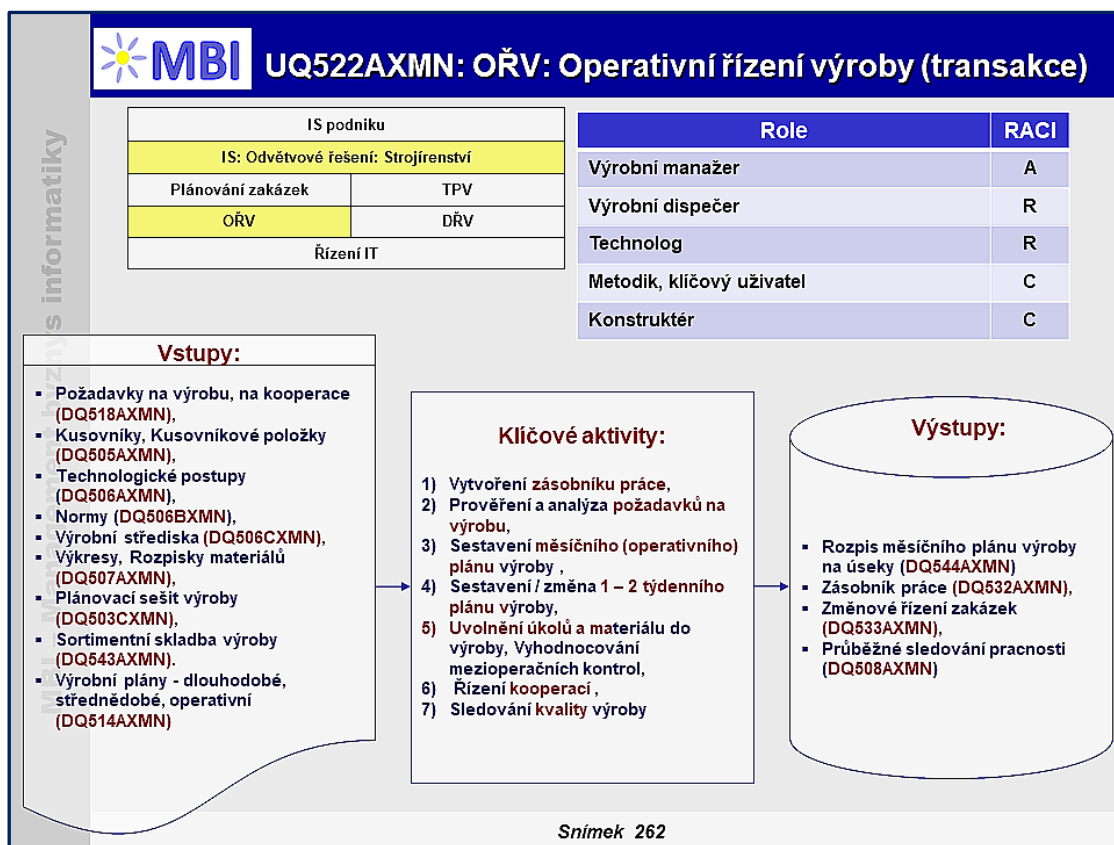 MBI
UQ522AXMN: OŘV: Operativní řízení výroby (transakce)
MBI – Management byznys informatiky
IS podniku
IS: Odvětvové řešení: Strojírenství
Plánování zakázek
TPV
OŘV
DŘV
Řízení IT
Role RACI
Výrobní manažer A
Výrobní dispečer R
Technolog R
Metodik, klíčový uživatel C
Konstruktér C
Vstupy:
▪ Požadavky na výrobu, na kooperace
(DQ518AXMN),
▪ Kusovníky, Kusovníkové položky
(DQ505AXMN),
▪ Technologické postupy
(DQ506AXMN),
▪ Normy (DQ506BXMN),
▪ Výrobní střediska (DQ506CXMN),
▪ Výkresy, Rozpisky materiálů
(DQ507AXMN),
▪ Plánovací sešit výroby
(DQ503CXMN),
▪ Sortimentní skladba výroby
(DQ543AXMN).
▪ Výrobní plány - dlouhodobé,
střednědobé, operativní
(DQ514AXMN)
Klíčové aktivity:
1) Vytvoření zásobníku práce,
2) Prověření a analýza požadavků na
výrobu,
3) Sestavení měsíčního (operativního)
plánu výroby ,
4) Sestavení / změna 1 – 2 týdenního
plánu výroby,
5) Uvolnění úkolů a materiálu do
výroby, Vyhodnocování
mezioperačních kontrol,
6) Řízení kooperací ,
7) Sledování kvality výroby
Výstupy:
▪ Rozpis měsíčního plánu výroby
na úseky (DQ544AXMN)
▪ Zásobník práce (DQ532AXMN),
▪ Změnové řízení zakázek
(DQ533AXMN),
▪ Průběžné sledování pracnosti
(DQ508AXMN)
Snímek 262